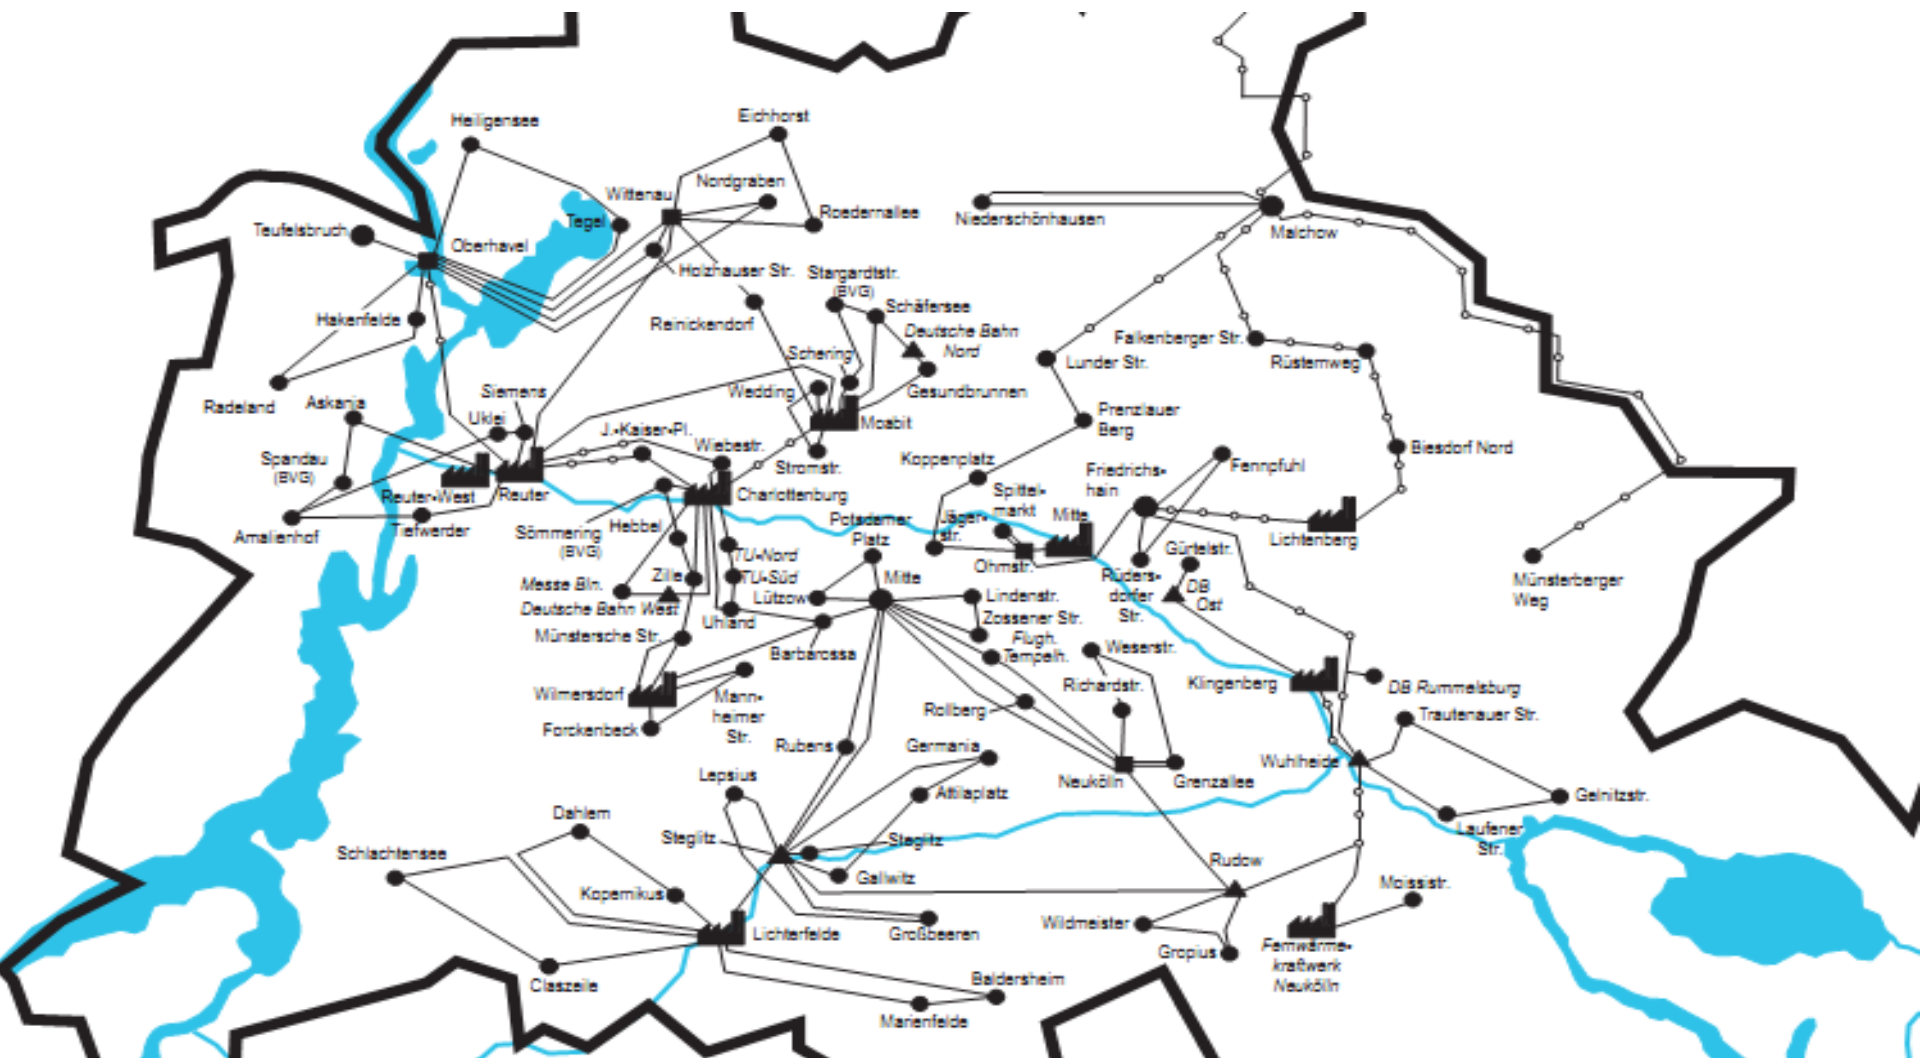 Eichhorst
Heiligensee
Nordgraben
Wittenau
Tegel
Roedernallee
Niederschönhausen
Teufelsbruch
Malchow
Oberhavel
Holzhauser Str.
Stargardtstr.
(BVG)
Schäfersee
Hakenfelde
Reinickendorf
Deutsche Bahn
Nord
Falkenberger Str.
Schering
Lunder Str.
Rüsternweg
Radeland
Askania
Siemens
Wedding
Gesundbrunnen
Uklei
Prenzlauer
Berg
Moabit
J.-Kaiser-Pl.
Wiebestr.
Biesdorf Nord
Spandau
(BVG)
Stromstr.
Koppenplatz
Friedrichs-
hain
Fennpfuhl
Reuter-West
Reuter
Charlottenburg
Spittel-
markt
Amalienhof
Tiefwerder
Sömmering
(BVG)
Hebbel
Potsdamer
Platz
Jäger-
str.
Mitte
Lichtenberg
TU-Nord
Ohmstr.
Gürtelstr.
Messe Bln.
Zille
TU-Süd
Mitte
Rüders-
dorfer
Str.
DB
Ost
Münsterberger
Weg
Deutsche Bahn West
Lützow
Lindenstr.
Uhland
Zossener Str.
Münstersche Str.
Barbarossa
Flugh.
Tempelh.
Weserstr.
Wilmersdorf
Mann-
heimer
Str.
Richardstr.
Klingenberg
DB Rummelsburg
Rollberg
Trautenauer Str.
Forckenbeck
Rubens
Germania
Wuhlheide
Lepsius
Neukölln
Grenzallee
Attilaplatz
Gelnitzstr.
Dahlem
Steglitz
Steglitz
Laufener
Str.
Schlachtensee
Rudow
Gallwitz
Moissistr.
Kopernikus
Wildmeister
Lichterfelde
Großbeeren
Gropius
Fernwärme-
kraftwerk
Neukölln
Claszeile
Baldersheim
Marienfelde